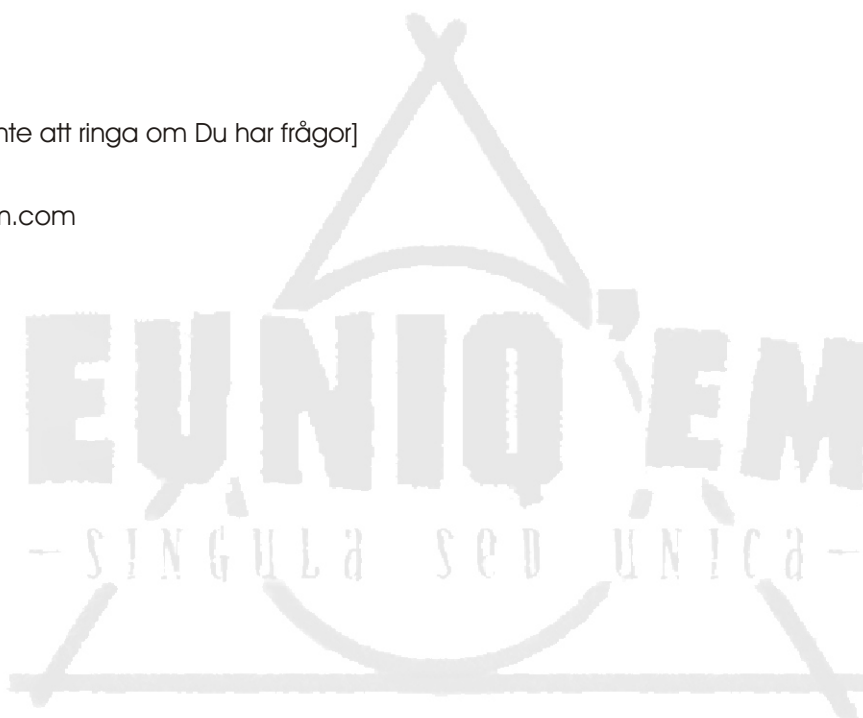 nte att ringa om Du har frågor]
n.com
EUNIQ'EM
– SINGULa SeD UNICa –